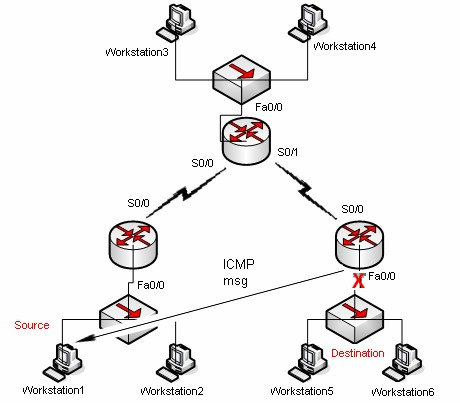 Workstation3
Workstation4
Fa0/0
S0/1
S0/0
S0/0
S0/0
ICMP
msg
Fa0/0
X
Fa0/0
Source
Destination
Workstation1
Workstation2
Workstation5
Workstation6